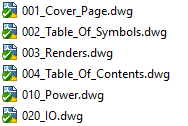 001_Cover_Page.dwg
002_Table_Of_Symbols.dwg
003_Renders.dwg
004_Table_Of_Contents.dwg
010_Power.dwg
020_IO.dwg